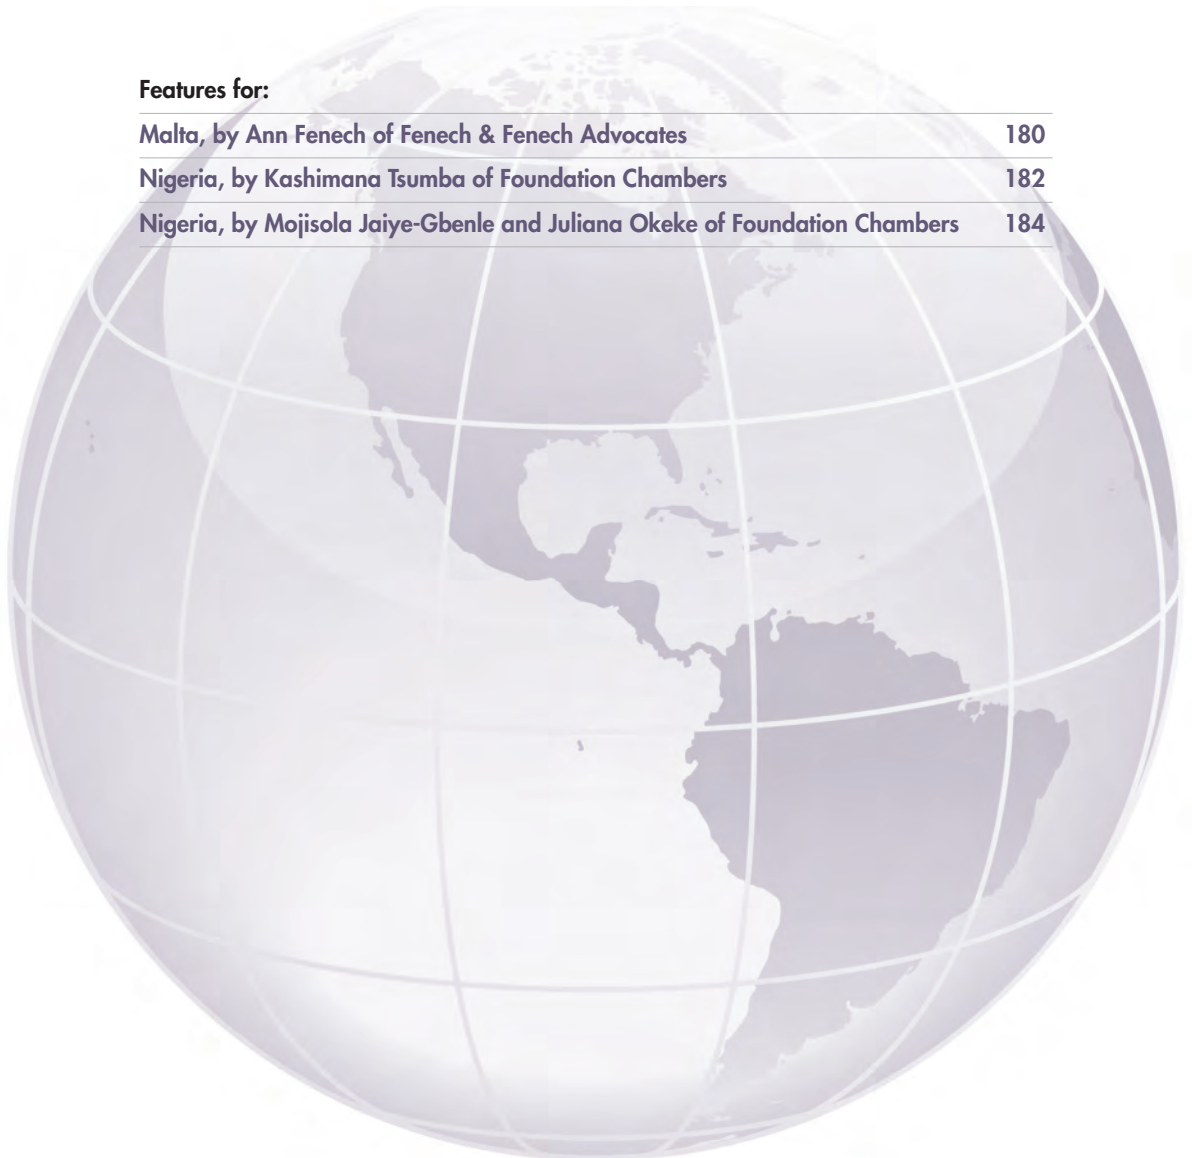 Features for:
Malta, by Ann Fenech of Fenech & Fenech Advocates 180
Nigeria, by Kashimana Tsumba of Foundation Chambers 182
Nigeria, by Mojisola Jaiye-Gbenle and Juliana Okeke of Foundation Chambers 184